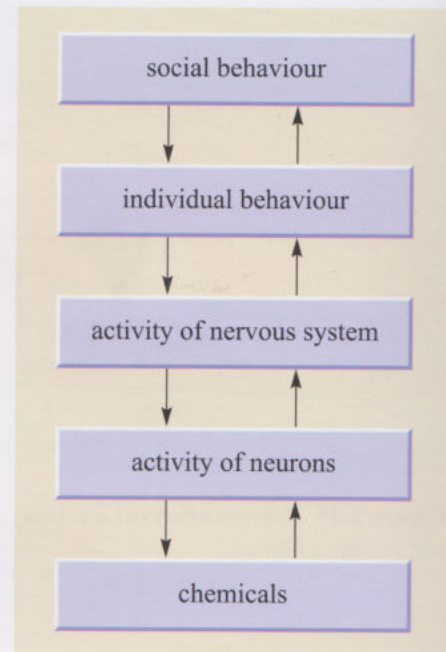 social behaviour
individual behaviour
activity of nervous system
activity of neurons
chemicals